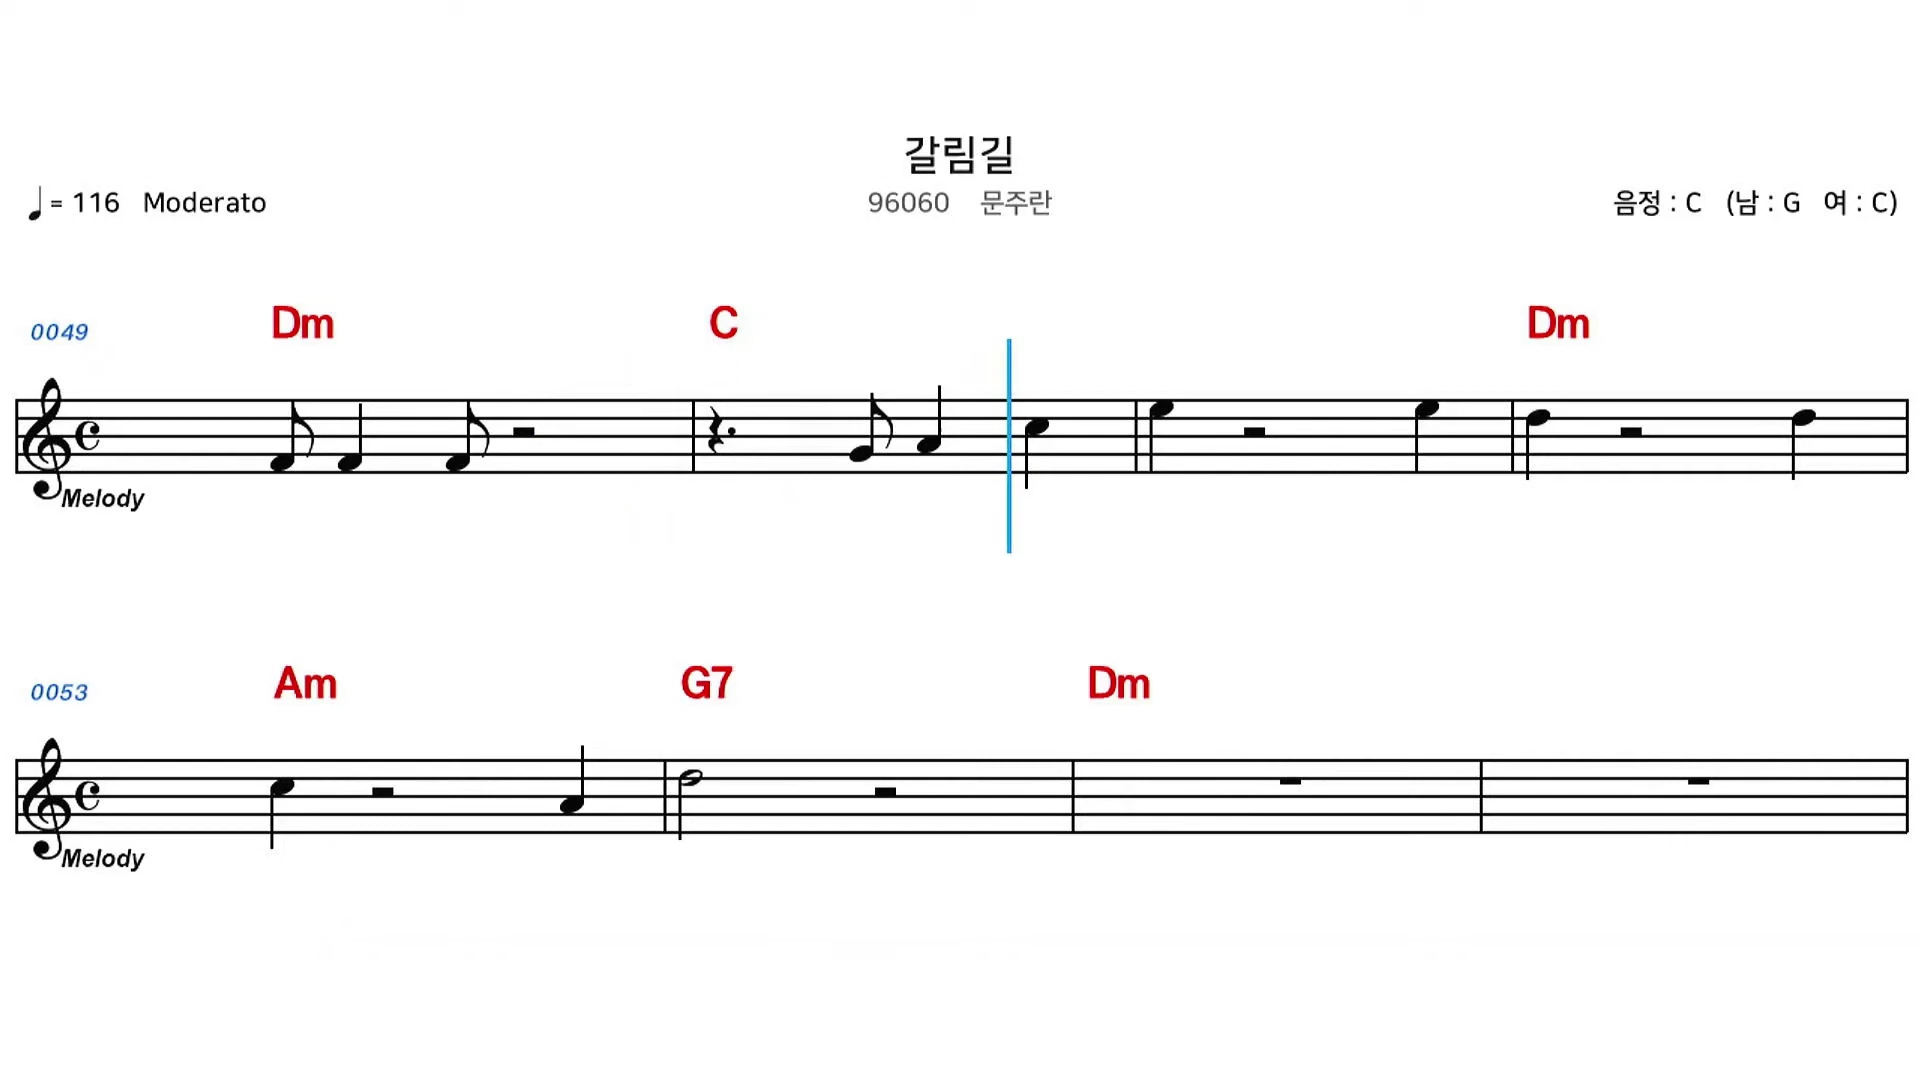 갈림길
= 116 Moderato
96060 문주란
음정 : C (남 : G 여 : C)
0049 Dm C Dm
Melody
0053 Am G7 Dm
Melody